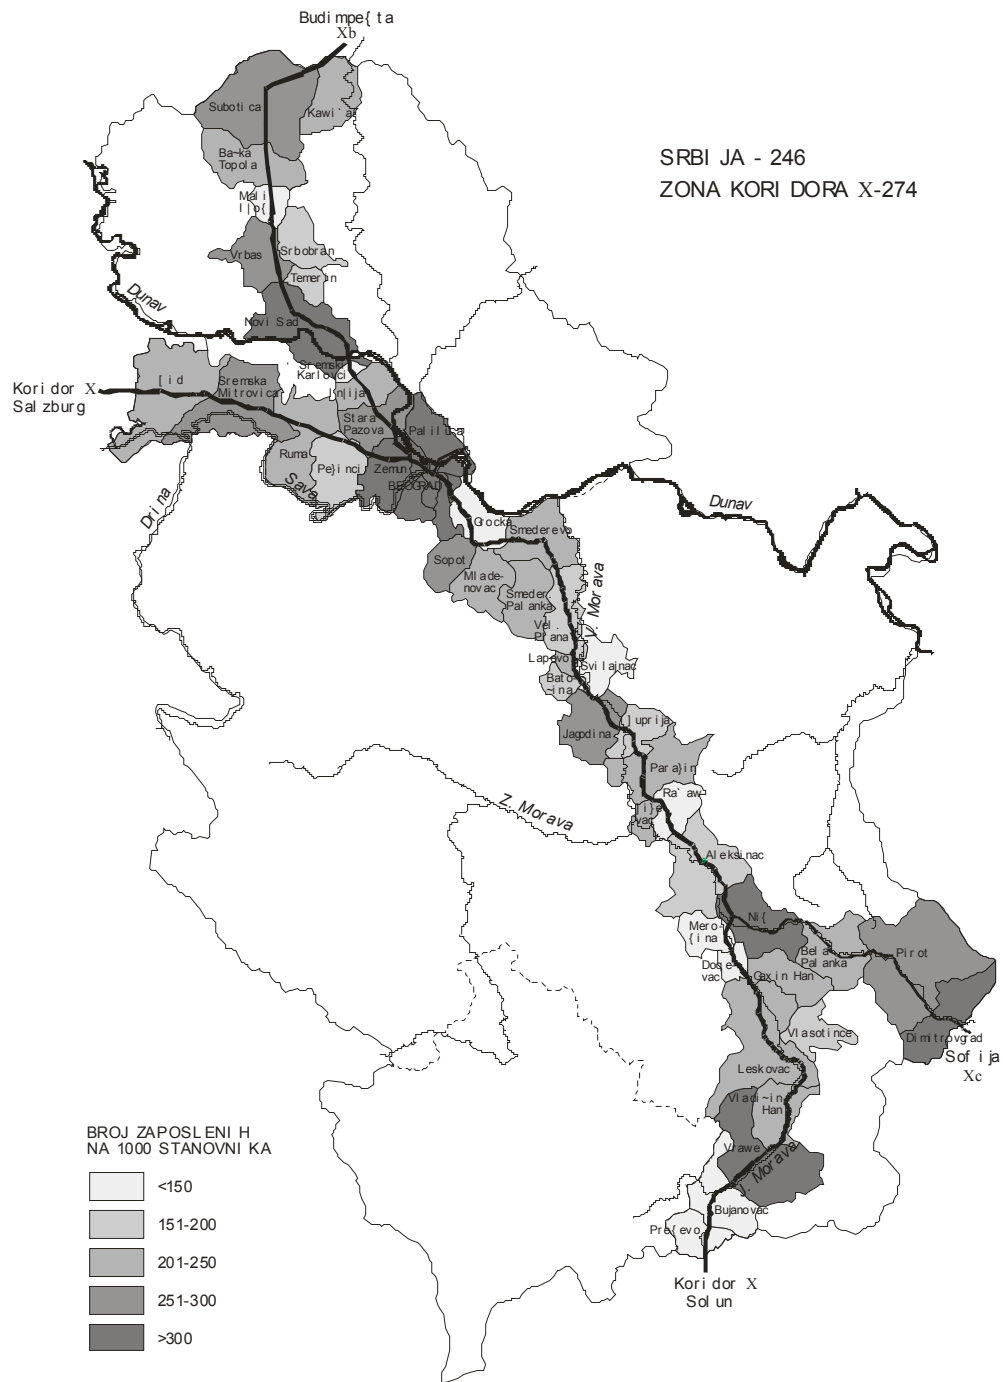 Budimpe{ta
Xb
Subotica
Kawi`a
SRBIJA - 246
ZONA KORIDORA X-274
Ba~ka
Topola
Mali
I|o{
Srbobran
Vrbas
Temerin
Dunav
Novi Sad
Sremski
Karlovci
[id
Sremska
Mitrovica
In|ija
Koridor X
Salzburg
Stara
Pazova
Palilula
Ruma
Pe}inci
Zemun
BEOGRAD
Sava
Drina
Dunav
Grocka
Smederevo
Sopot
Mlade-
novac
Smeder.
Palanka
V. Morava
Vel.
Plana
Lapovo
Svilajnac
Bato-
~ina
Jagodina
]uprija
Para}in
Ra`aw
Z. Morava
]i}e
vac
Aleksinac
Ni{
Mero-
{ina
Bela
Palanka
Pirot
Doqe-
vac
Gaxin Han
Vlasotince
Dimitrovgrad
Sofija
Xc
Leskovac
Vladi~in
Han
Vrawe
J. Morava
Bujanovac
Pre{evo
Koridor X
Solun
BROJ ZAPOSLENIH
NA 1000 STANOVNIKA
<150
151-200
201-250
251-300
>300